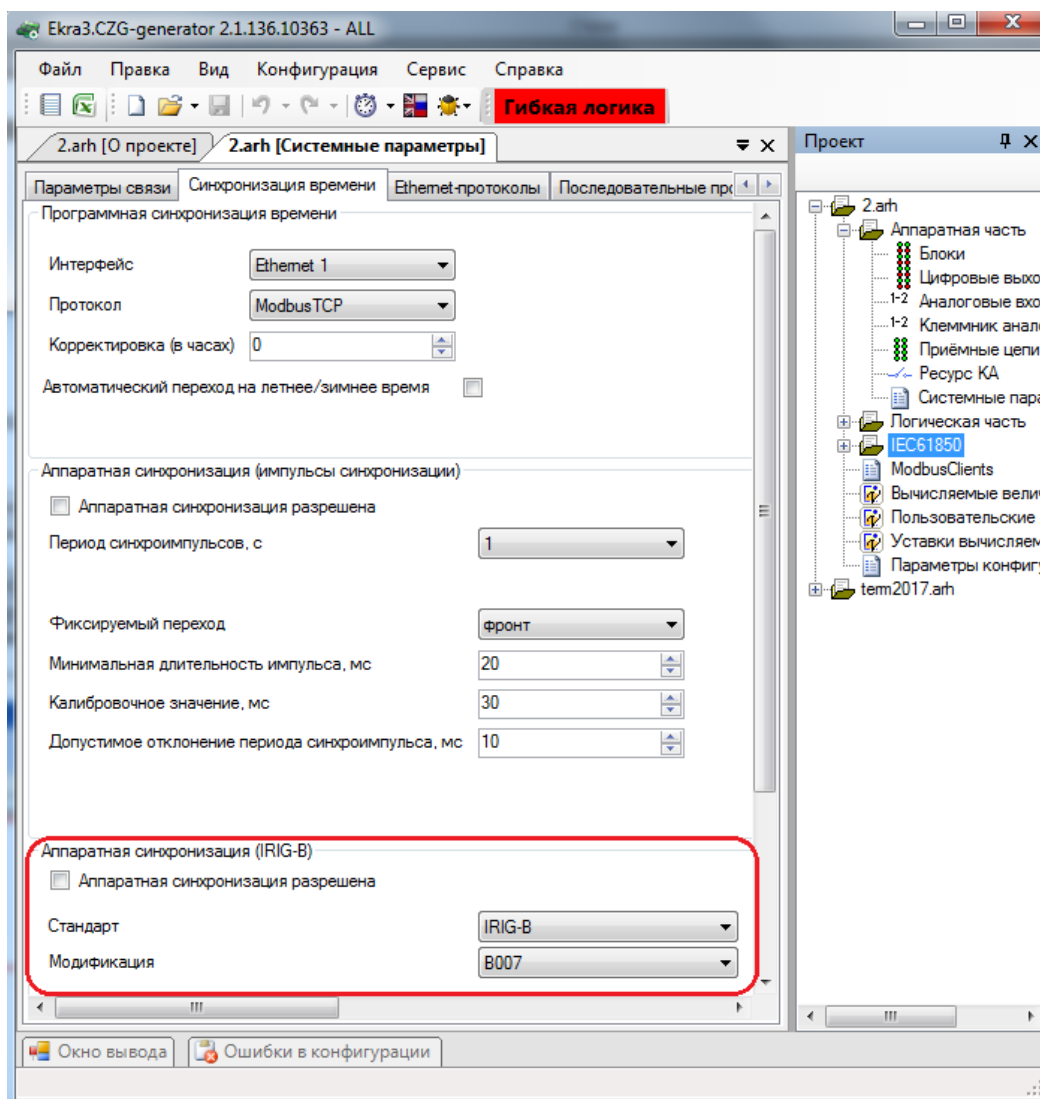 Ekra3.CZG-generator 2.1.136.10363 - ALL
Файл Правка Вид Конфигурация Сервис Справка
Гибкая логика
2.arh [О проекте] 2.arh [Системные параметры]
Параметры связи Синхронизация времени Ethernet-протоколы Последовательные прс
Программная синхронизация времени
Интерфейс Ethernet 1
Протокол ModbusTCP
Корректировка (в часах) 0
Автоматический переход на летнее/зимнее время
Аппаратная синхронизация (импульсы синхронизации)
Аппаратная синхронизация разрешена
Период синхроимпульсов, с 1
Фиксируемый переход фронт
Минимальная длительность импульса, мс 20
Калибровочное значение, мс 30
Допустимое отклонение периода синхроимпульса, мс 10
Аппаратная синхронизация (IRIG-B)
Аппаратная синхронизация разрешена
Стандарт IRIG-B
Модификация B007
Проект
2.arh
Аппаратная часть
Блоки
Цифровые выхо
1-2 Аналоговые вхо
1-2 Клеммник анало
Приёмные цепи
Ресурс КА
Системные пара
Логическая часть
IEC61850
ModbusClients
Вычисляемые вели
Пользовательские
Уставки вычисляем
Параметры конфиг
term2017.arh
Окно вывода Ошибки в конфигурации